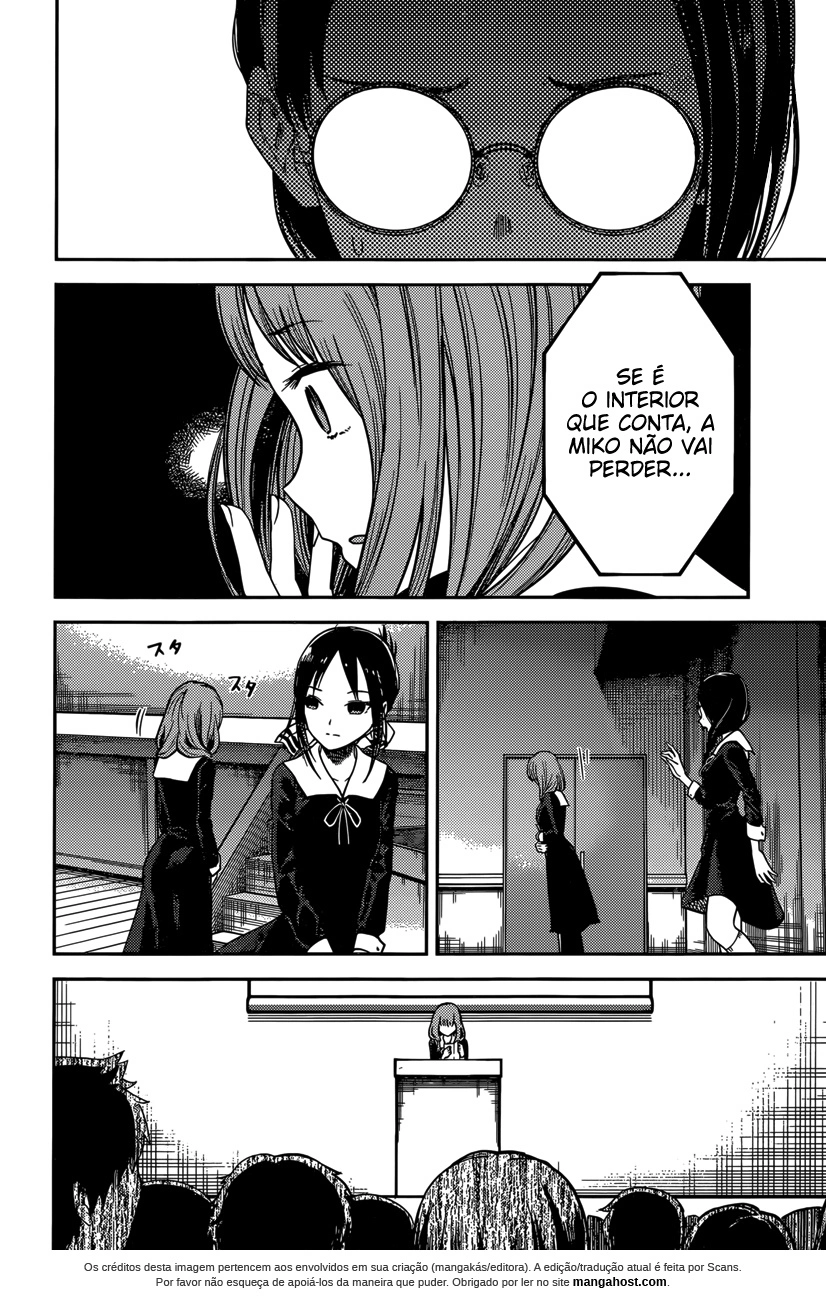 SE É
O INTERIOR
QUE CONTA, A
MIKO NÃO VAI
PERDER...
スタ
スタ
Os créditos desta imagem pertencem aos envolvidos em sua criação (mangakás/editora). A edição/tradução atual é feita por Scans.
Por favor não esqueça de apoiá-los da maneira que puder. Obrigado por ler no site mangahost.com.